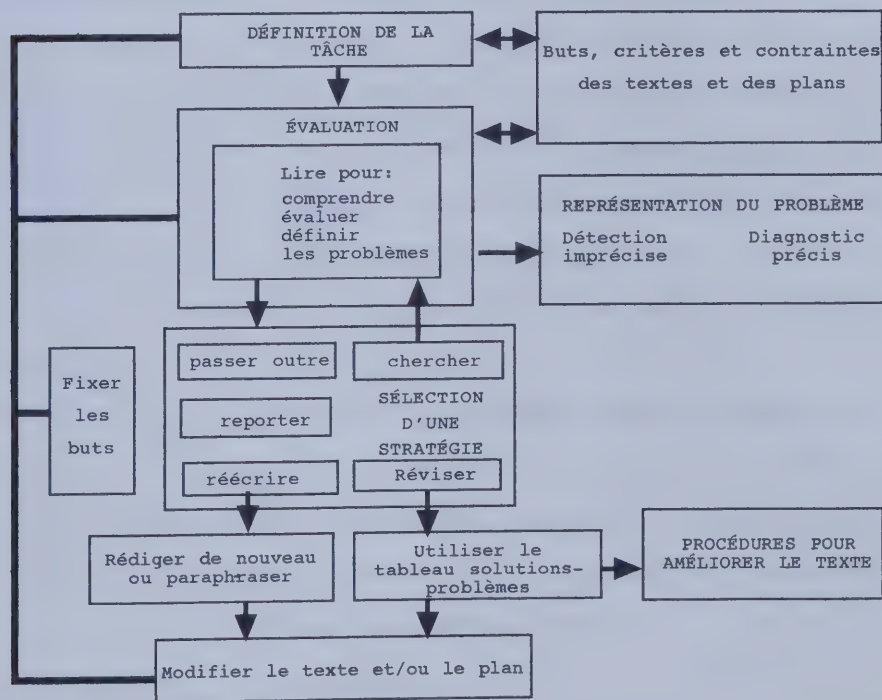 DÉFINITION DE LA
TÂCHE
Buts, critères et contraintes
des textes et des plans
ÉVALUATION
Lire pour:
comprendre
évaluer
définir
les problèmes
REPRÉSENTATION DU PROBLÈME
Détection Diagnostic
imprécise précis
Fixer
les
buts
passer outre
chercher
reporter
SÉLECTION
D'UNE
STRATÉGIE
réécrire
Réviser
Rédiger de nouveau
ou paraphraser
Utiliser le
tableau solutions-
problèmes
PROCÉDURES POUR
AMÉLIORER LE TEXTE
Modifier le texte et/ou le plan